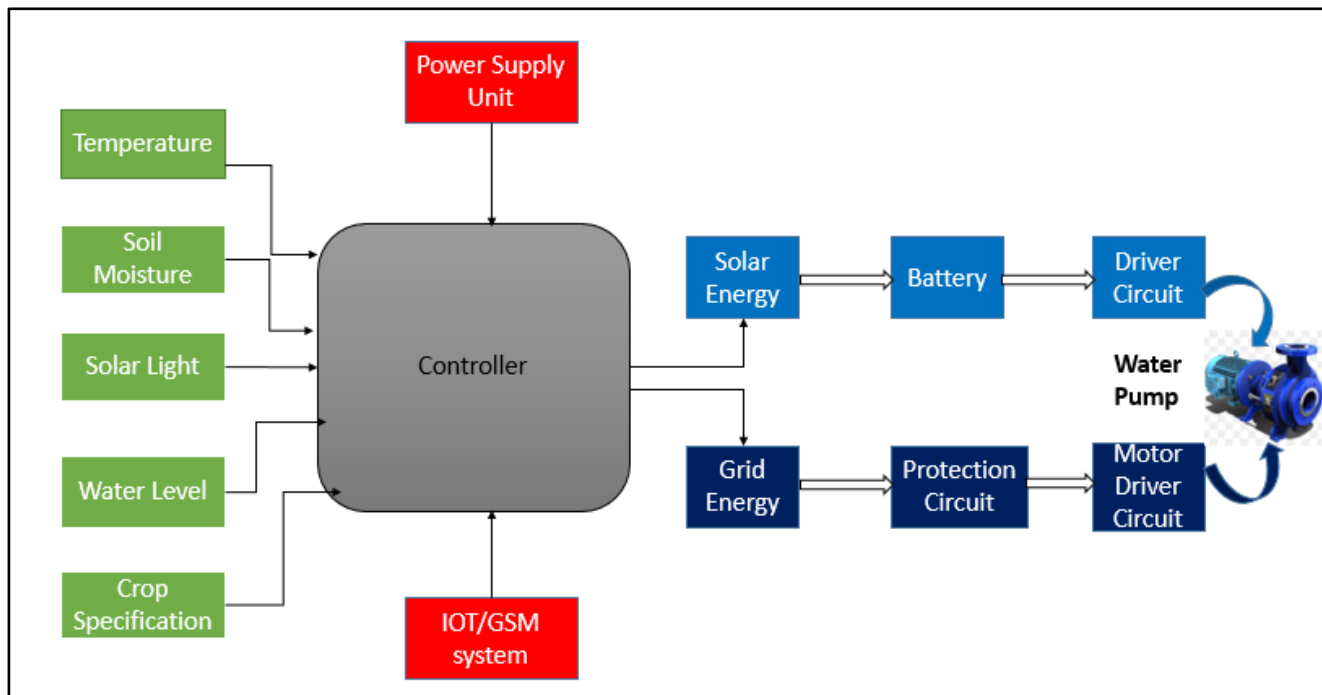 Power Supply
Unit
Temperature
Soil
Moisture
Solar Light
Water Level
Crop
Specification
Controller
IOT/GSM
system
Solar
Energy
Battery
Driver
Circuit
Water
Pump
Grid
Energy
Protection
Circuit
Motor
Driver
Circuit